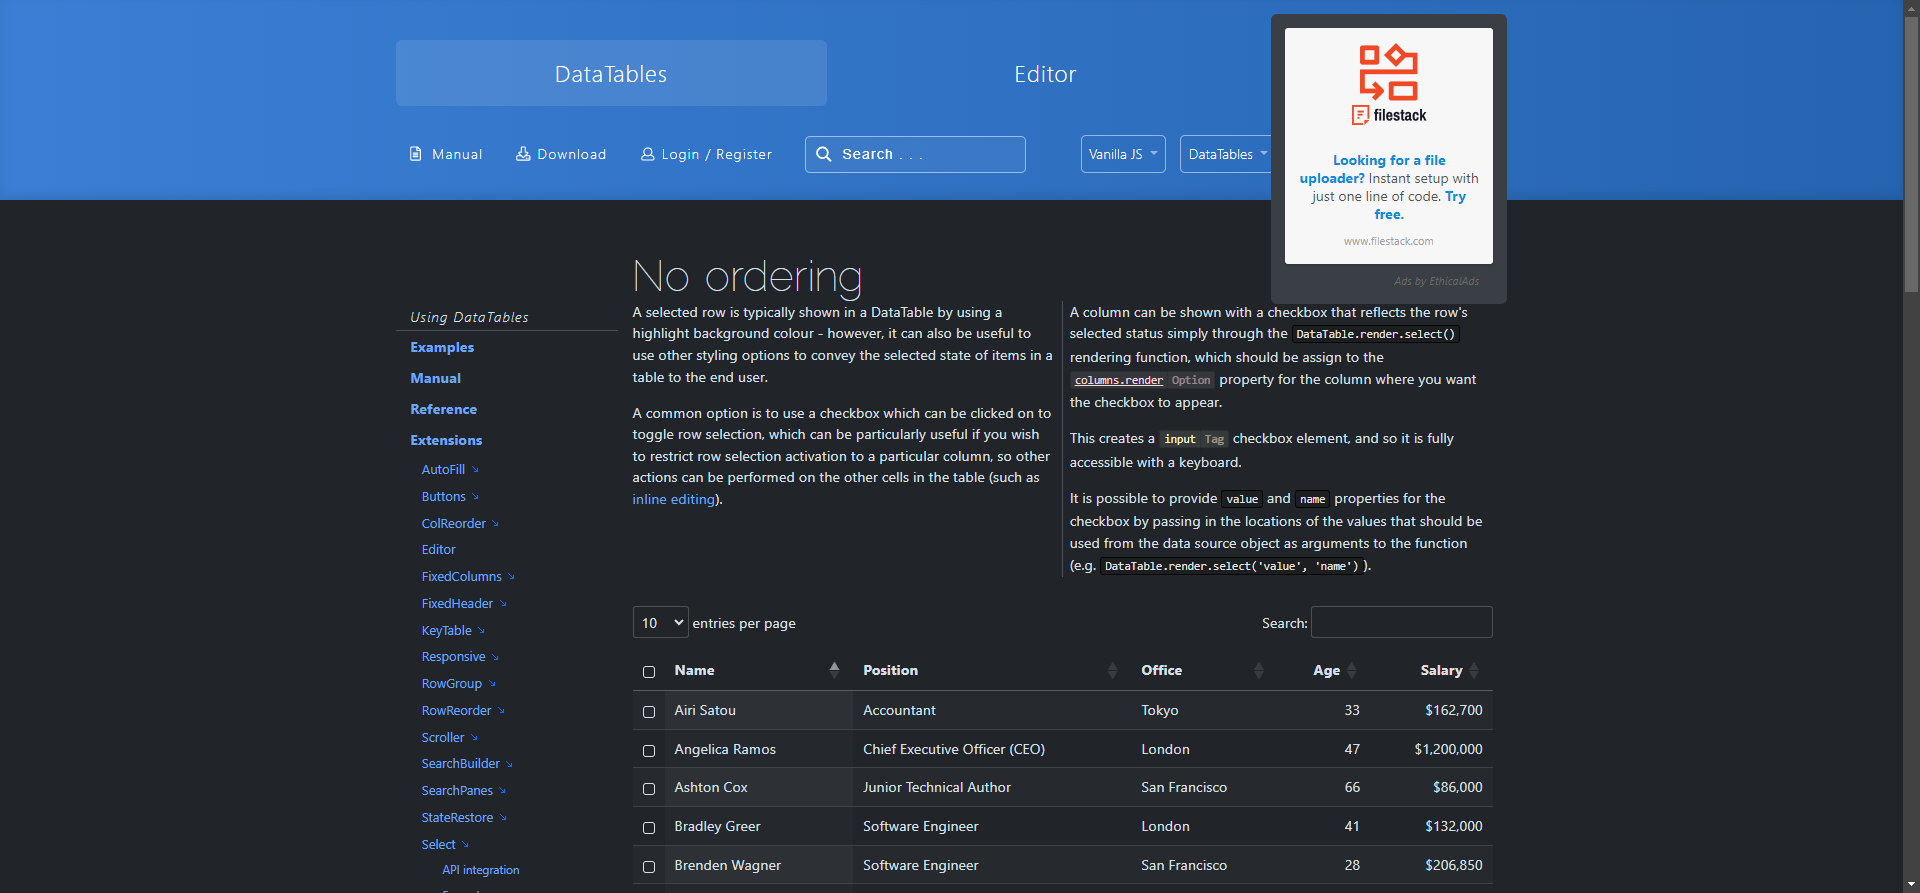 DataTables
Editor
Manual
Download
Login / Register
Search . . .
Vanilla JS
DataTables
filestack
Looking for a file
uploader? Instant setup with
just one line of code. Try
free.
www.filestack.com
Ads by EthicalAds
No ordering
Using DataTables
Examples
Manual
Reference
Extensions
AutoFill
Buttons
ColReorder
Editor
FixedColumns
FixedHeader
KeyTable
Responsive
RowGroup
RowReorder
Scroller
SearchBuilder
SearchPanes
StateRestore
Select
API integration
A selected row is typically shown in a DataTable by using a
highlight background colour - however, it can also be useful to
use other styling options to convey the selected state of items in a
table to the end user.
A common option is to use a checkbox which can be clicked on to
toggle row selection, which can be particularly useful if you wish
to restrict row selection activation to a particular column, so other
actions can be performed on the other cells in the table (such as
inline editing).
A column can be shown with a checkbox that reflects the row's
selected status simply through the DataTable.render.select()
rendering function, which should be assign to the
columns.render Option property for the column where you want
the checkbox to appear.
This creates a input Tag checkbox element, and so it is fully
accessible with a keyboard.
It is possible to provide value and name properties for the
checkbox by passing in the locations of the values that should be
used from the data source object as arguments to the function
(e.g. DataTable.render.select('value', 'name')).
10 entries per page
Search:
Name Position Office Age Salary
Airi Satou Accountant Tokyo 33 $162,700
Angelica Ramos Chief Executive Officer (CEO) London 47 $1,200,000
Ashton Cox Junior Technical Author San Francisco 66 $86,000
Bradley Greer Software Engineer London 41 $132,000
Brenden Wagner Software Engineer San Francisco 28 $206,850